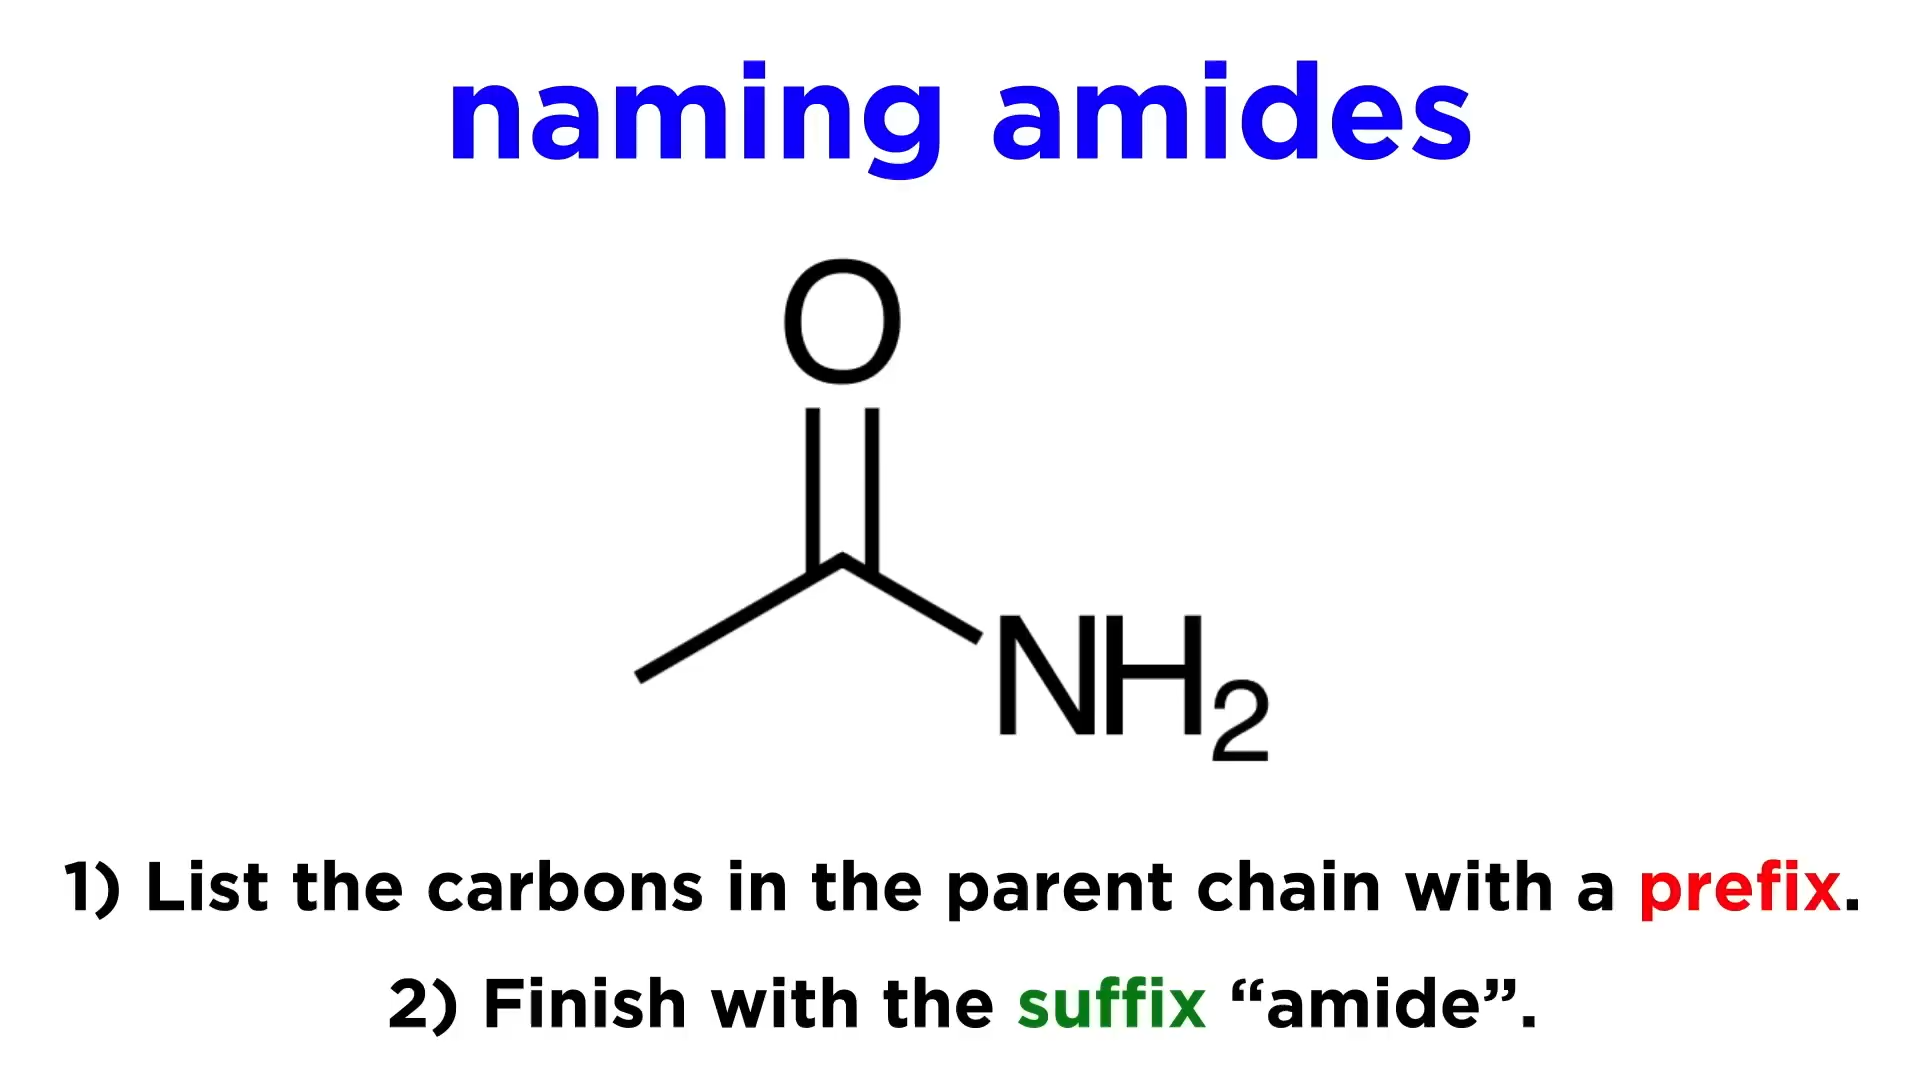 naming amides
O
NH₂
1) List the carbons in the parent chain with a prefix.
2) Finish with the suffix “amide”.